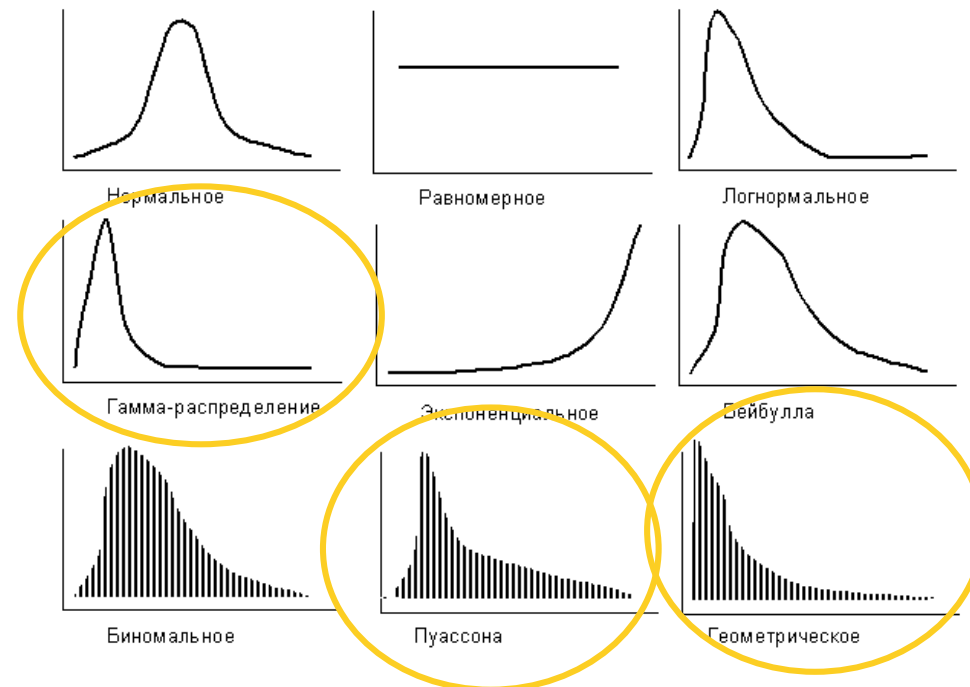 Нормальное
Равномерное
Логнормальное
Гамма-распределение
Экспоненциальное
Вейбулла
Биномальное
Пуассона
Геометрическое